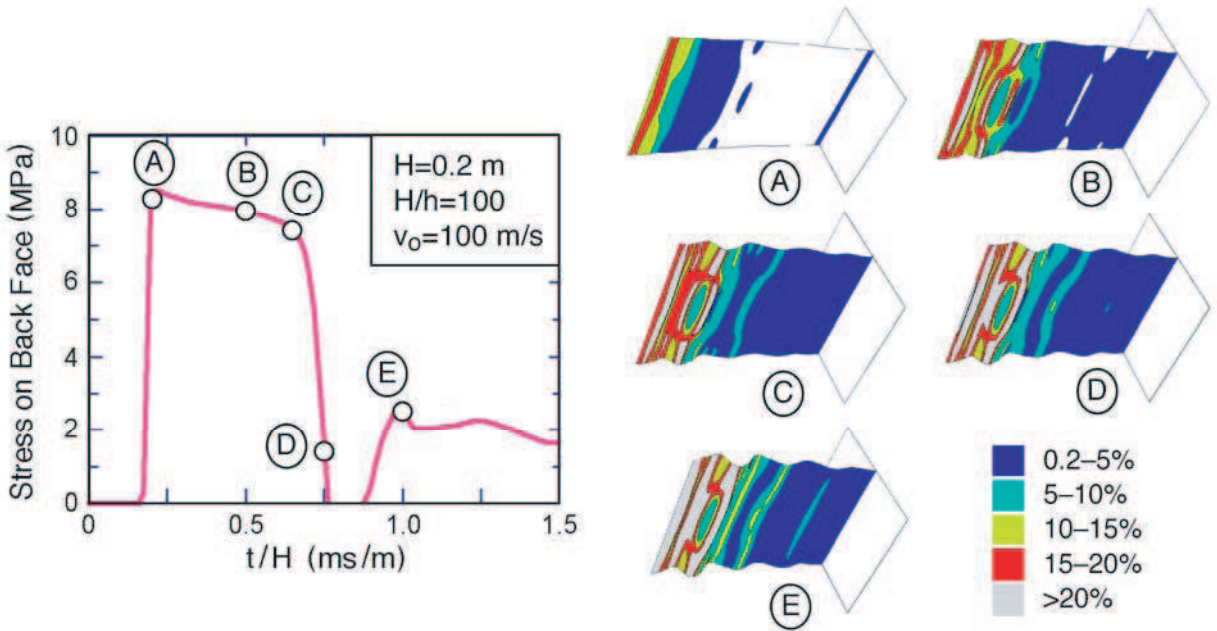 Stress on Back Face (MPa)
10
8
6
4
2
0
0
0.5
1.0
1.5
t/H (ms/m)
A
B
C
D
E
H=0.2 m
H/h=100
vo=100 m/s
A
B
C
D
E
0.2–5%
5–10%
10–15%
15–20%
>20%